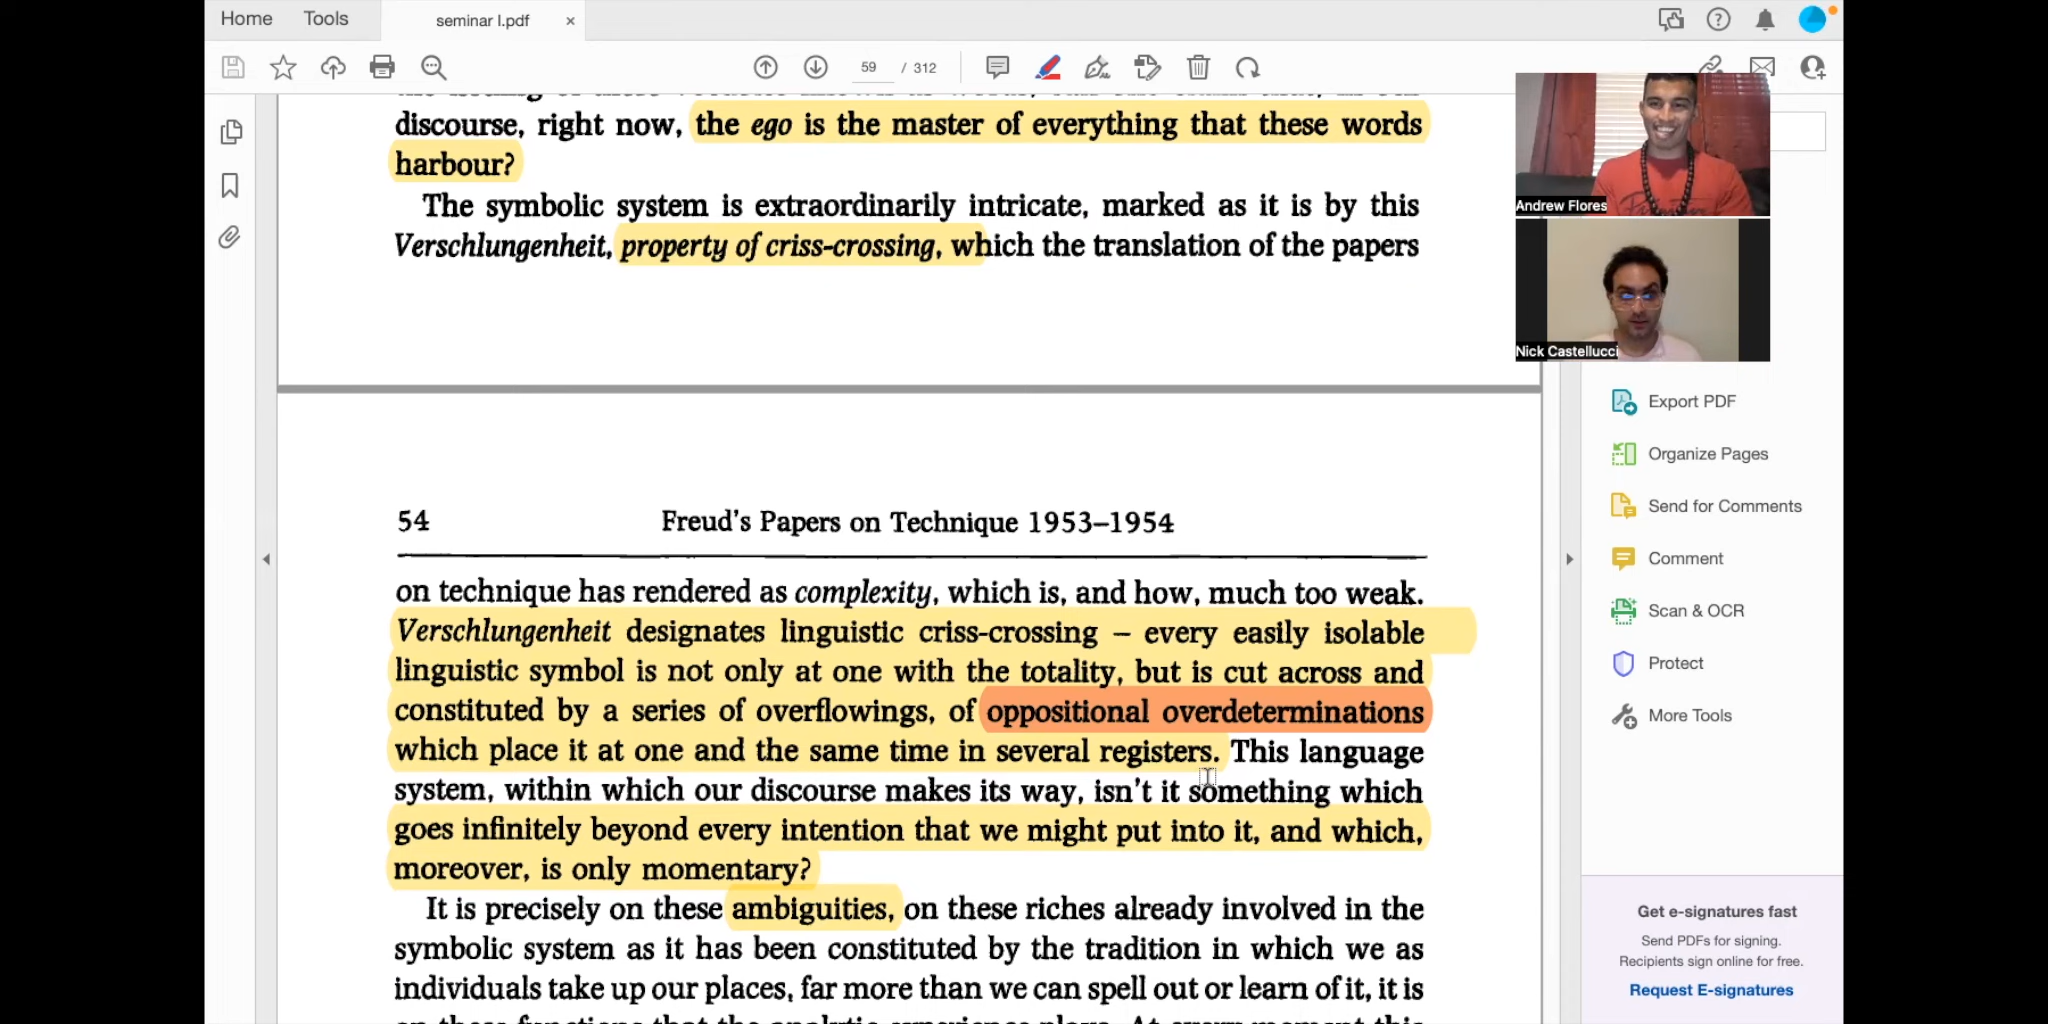 Home Tools seminar I.pdf ×
59 / 312
discourse, right now, the ego is the master of everything that these words
harbour?
The symbolic system is extraordinarily intricate, marked as it is by this
Verschlungenheit, property of criss-crossing, which the translation of the papers
54 Freud's Papers on Technique 1953–1954
on technique has rendered as complexity, which is, and how, much too weak.
Verschlungenheit designates linguistic criss-crossing – every easily isolable
linguistic symbol is not only at one with the totality, but is cut across and
constituted by a series of overflowings, of oppositional overdeterminations
which place it at one and the same time in several registers. This language
system, within which our discourse makes its way, isn't it something which
goes infinitely beyond every intention that we might put into it, and which,
moreover, is only momentary?
It is precisely on these ambiguities, on these riches already involved in the
symbolic system as it has been constituted by the tradition in which we as
individuals take up our places, far more than we can spell out or learn of it, it is
Andrew Flores
Nick Castellucci
Export PDF
Organize Pages
Send for Comments
Comment
Scan & OCR
Protect
More Tools
Get e-signatures fast
Send PDFs for signing.
Recipients sign online for free.
Request E-signatures